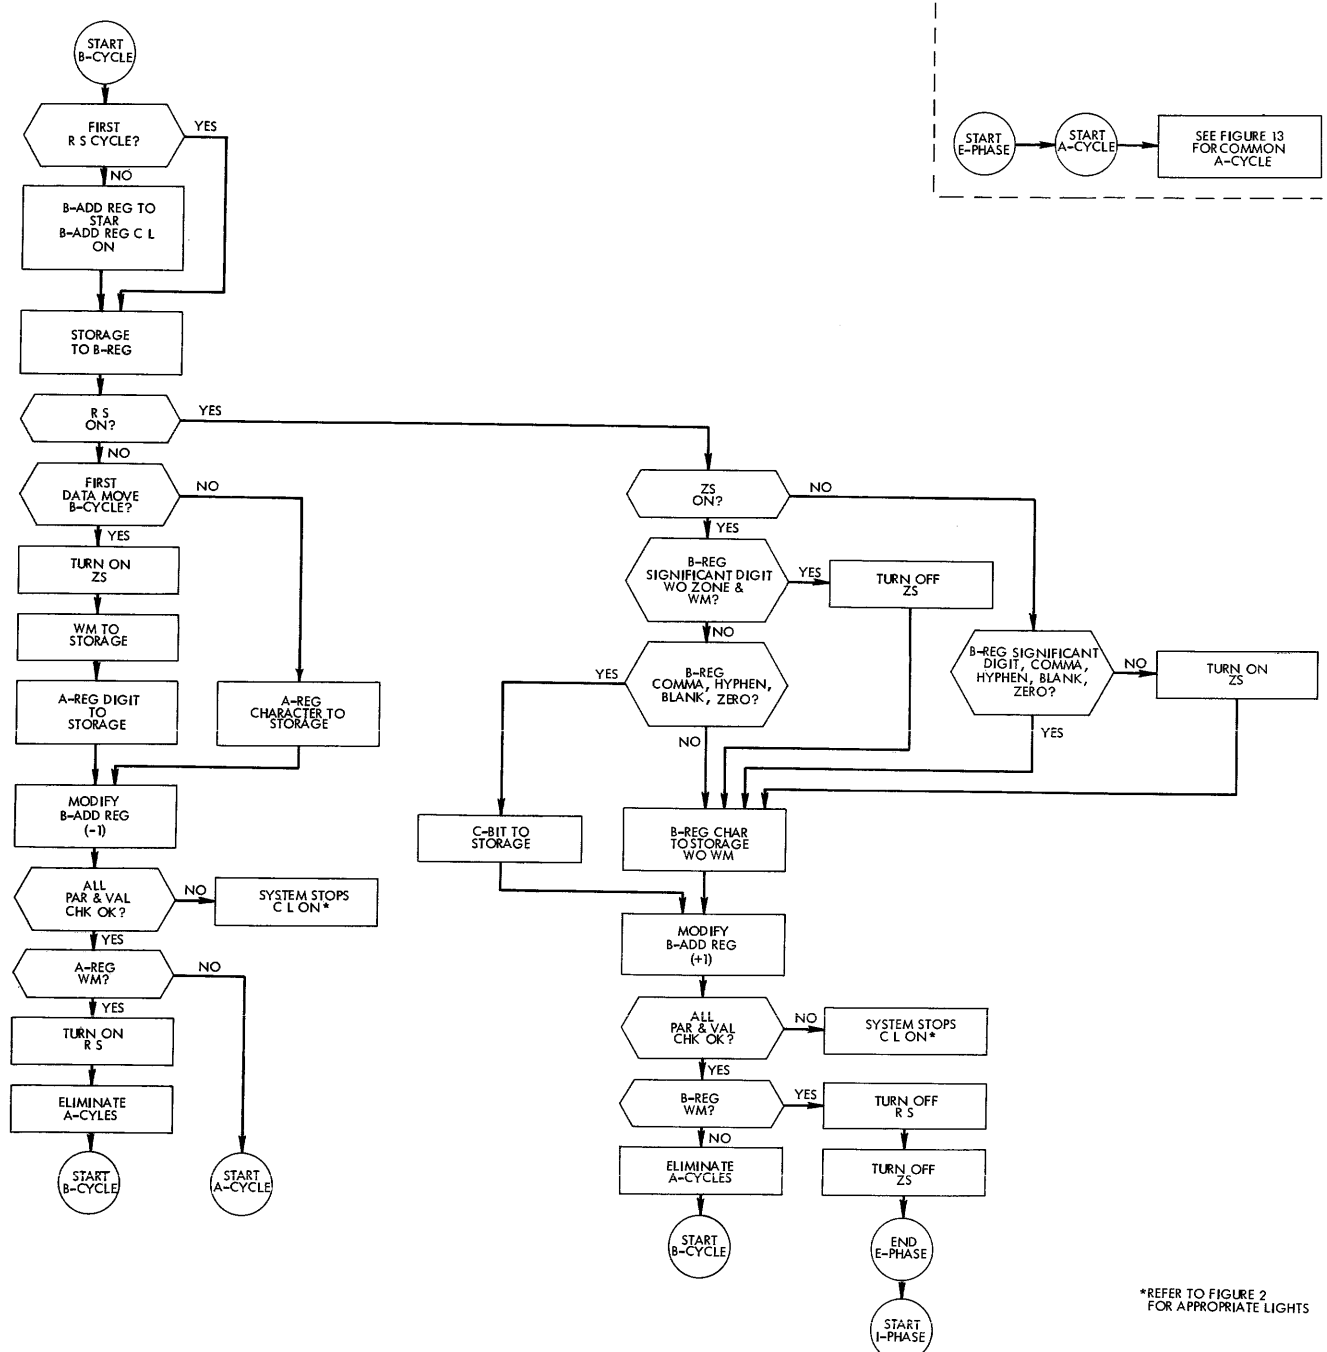 START
B-CYCLE
FIRST
R S CYCLE?
YES
NO
B-ADD REG TO
STAR
B-ADD REG C L
ON
STORAGE
TO B-REG
R S
ON?
YES
NO
FIRST
DATA MOVE
B-CYCLE?
NO
YES
TURN ON
ZS
WM TO
STORAGE
A-REG DIGIT
TO
STORAGE
A-REG
CHARACTER TO
STORAGE
MODIFY
B-ADD REG
(-1)
ALL
PAR & VAL
CHK OK?
NO
SYSTEM STOPS
C L ON*
YES
A-REG
WM?
NO
YES
TURN ON
R S
ELIMINATE
A-CYLES
START
B-CYCLE
START
A-CYCLE
START
E-PHASE
START
A-CYCLE
SEE FIGURE 13
FOR COMMON
A-CYCLE
ZS
ON?
NO
YES
B-REG
SIGNIFICANT DIGIT
WO ZONE &
WM?
YES
TURN OFF
ZS
NO
B-REG
COMMA, HYPHEN,
BLANK, ZERO?
YES
NO
B-REG SIGNIFICANT
DIGIT, COMMA,
HYPHEN, BLANK,
ZERO?
NO
TURN ON
ZS
YES
C-BIT TO
STORAGE
B-REG CHAR
TO STORAGE
WO WM
MODIFY
B-ADD REG
(+1)
ALL
PAR & VAL
CHK OK?
NO
SYSTEM STOPS
C L ON*
YES
B-REG
WM?
YES
TURN OFF
R S
NO
ELIMINATE
A-CYCLES
TURN OFF
ZS
START
B-CYCLE
END
E-PHASE
START
I-PHASE
*REFER TO FIGURE 2
FOR APPROPRIATE LIGHTS